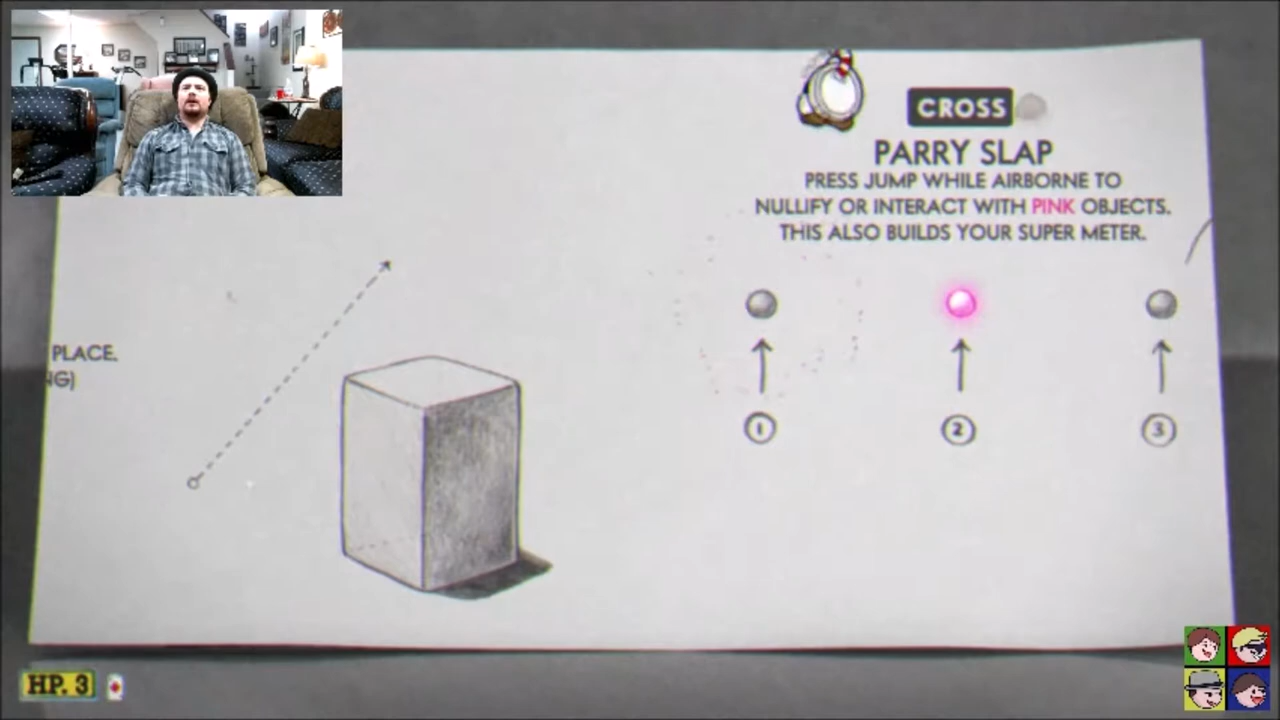 CROSS
PARRY SLAP
PRESS JUMP WHILE AIRBORNE TO
NULLIFY OR INTERACT WITH PINK OBJECTS.
THIS ALSO BUILDS YOUR SUPER METER.
PLACE.
1 2 3
HP. 3